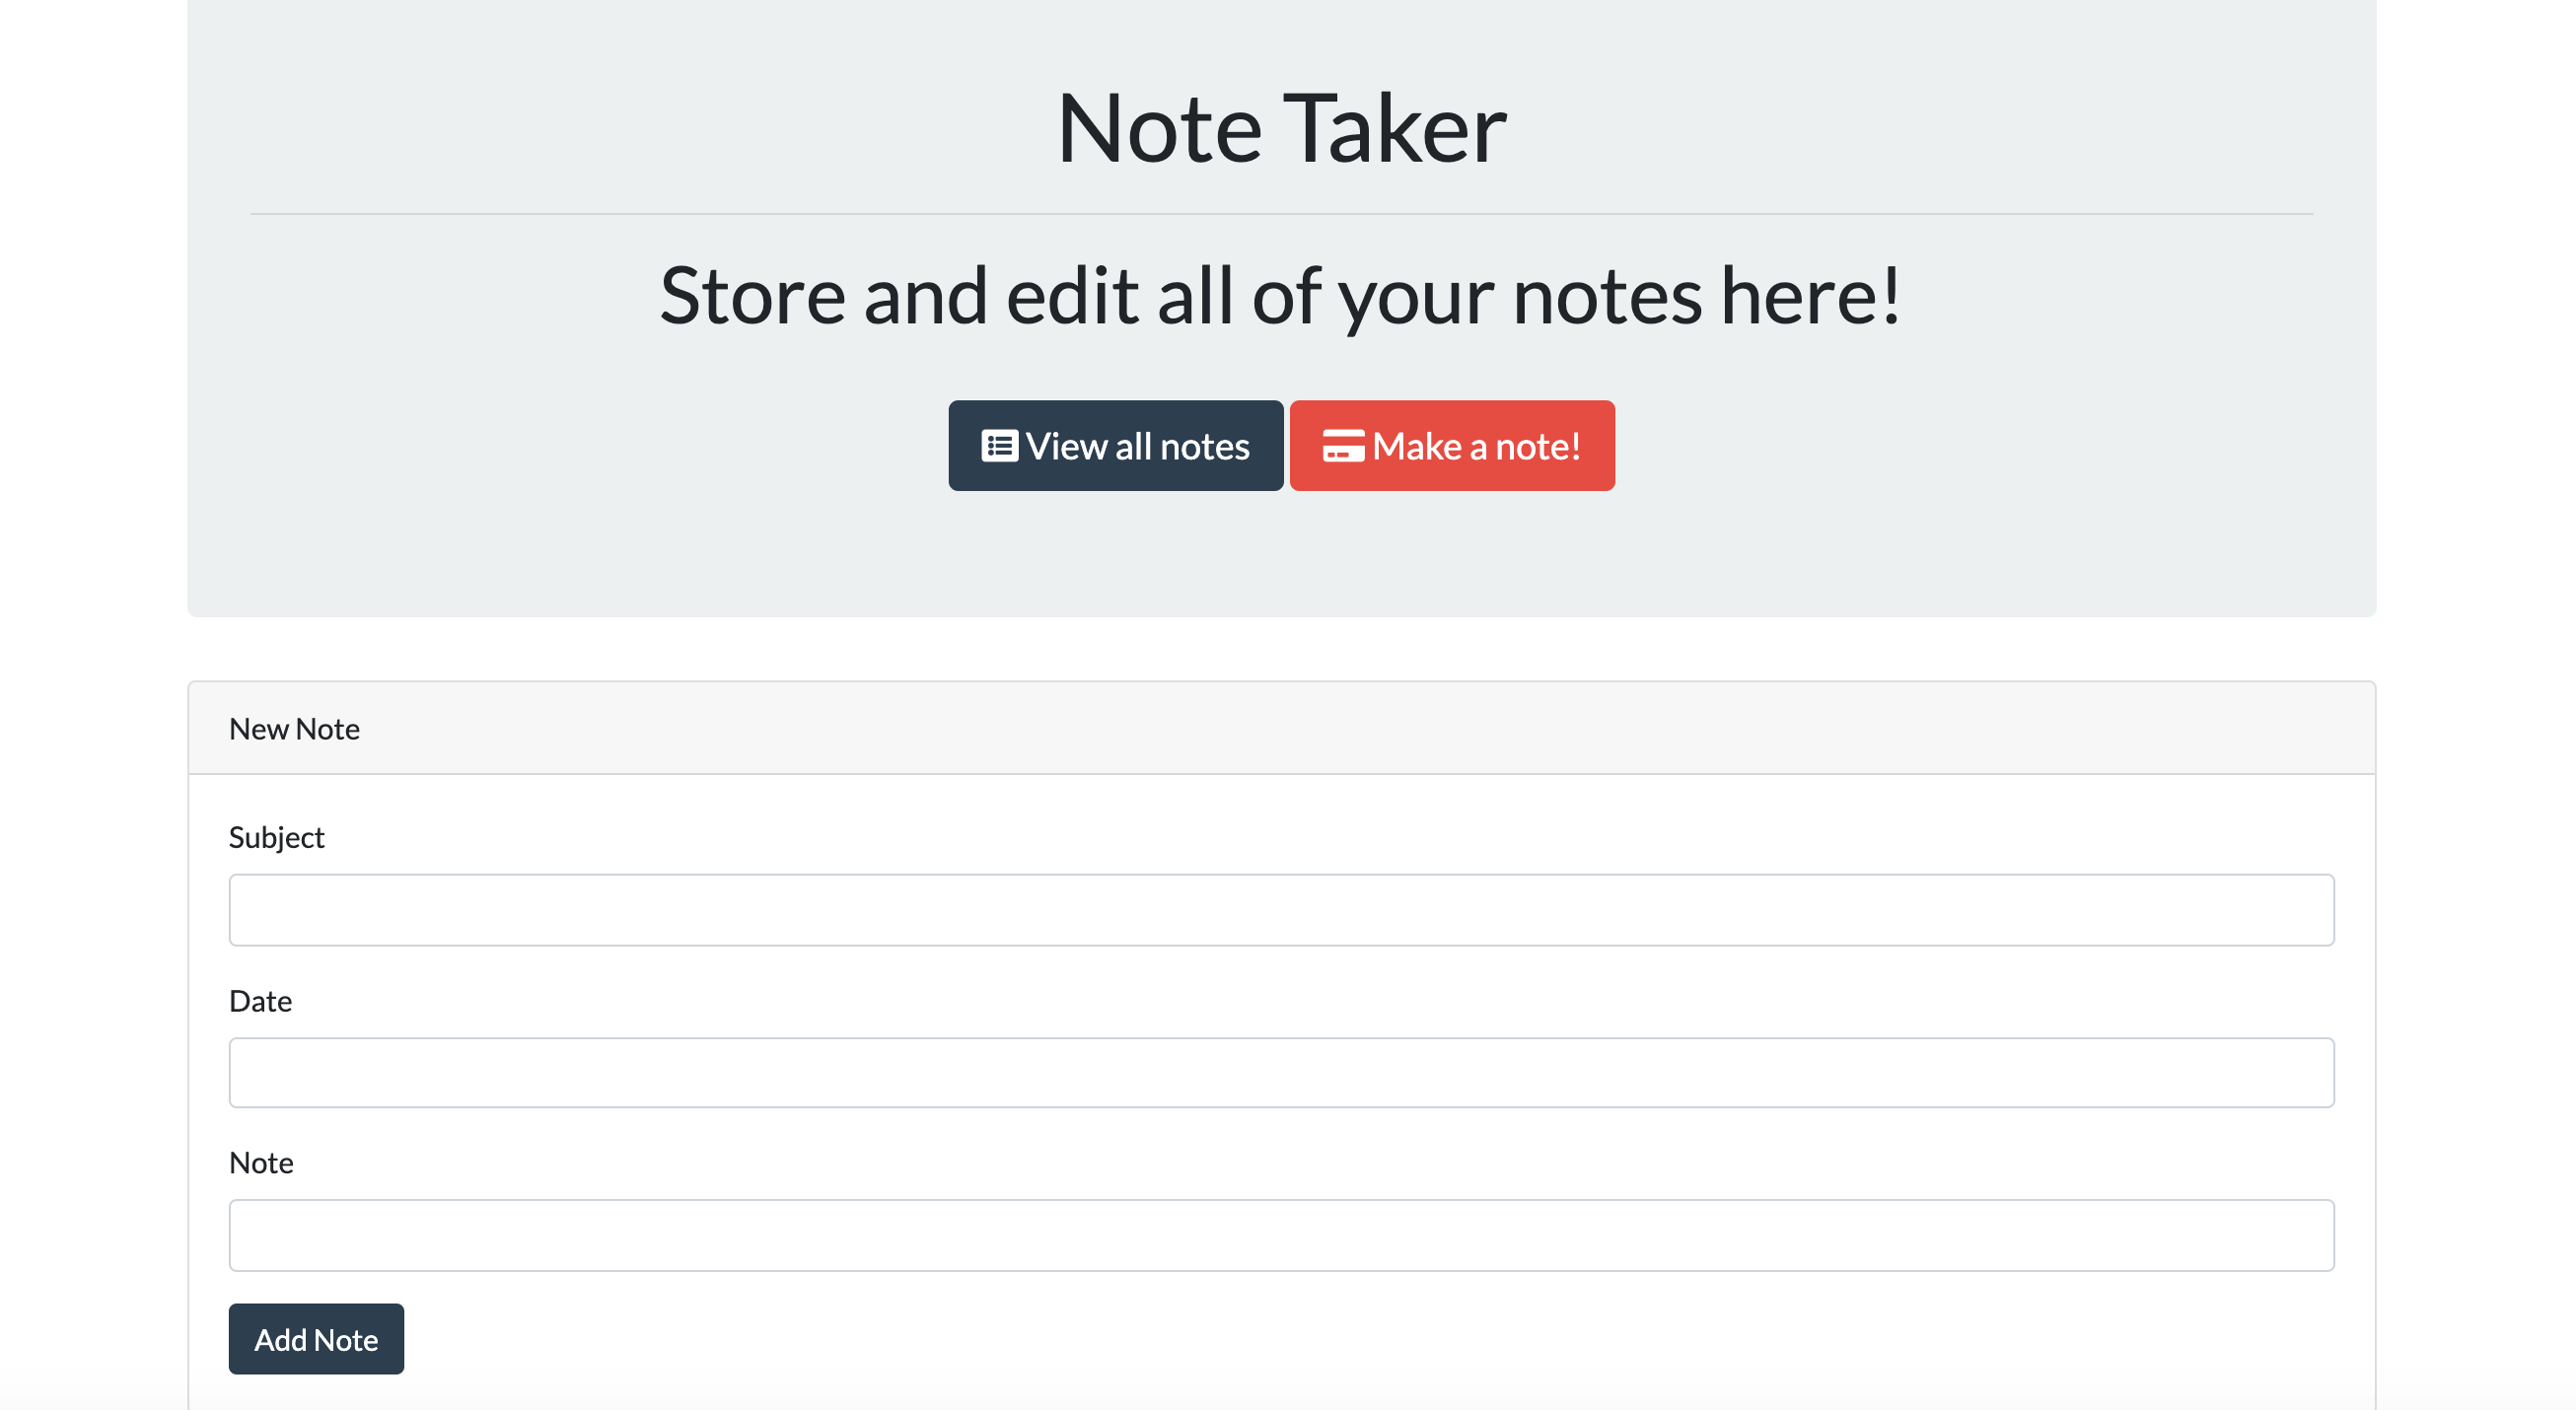 Note Taker
Store and edit all of your notes here!
View all notes Make a note!
New Note
Subject
Date
Note
Add Note